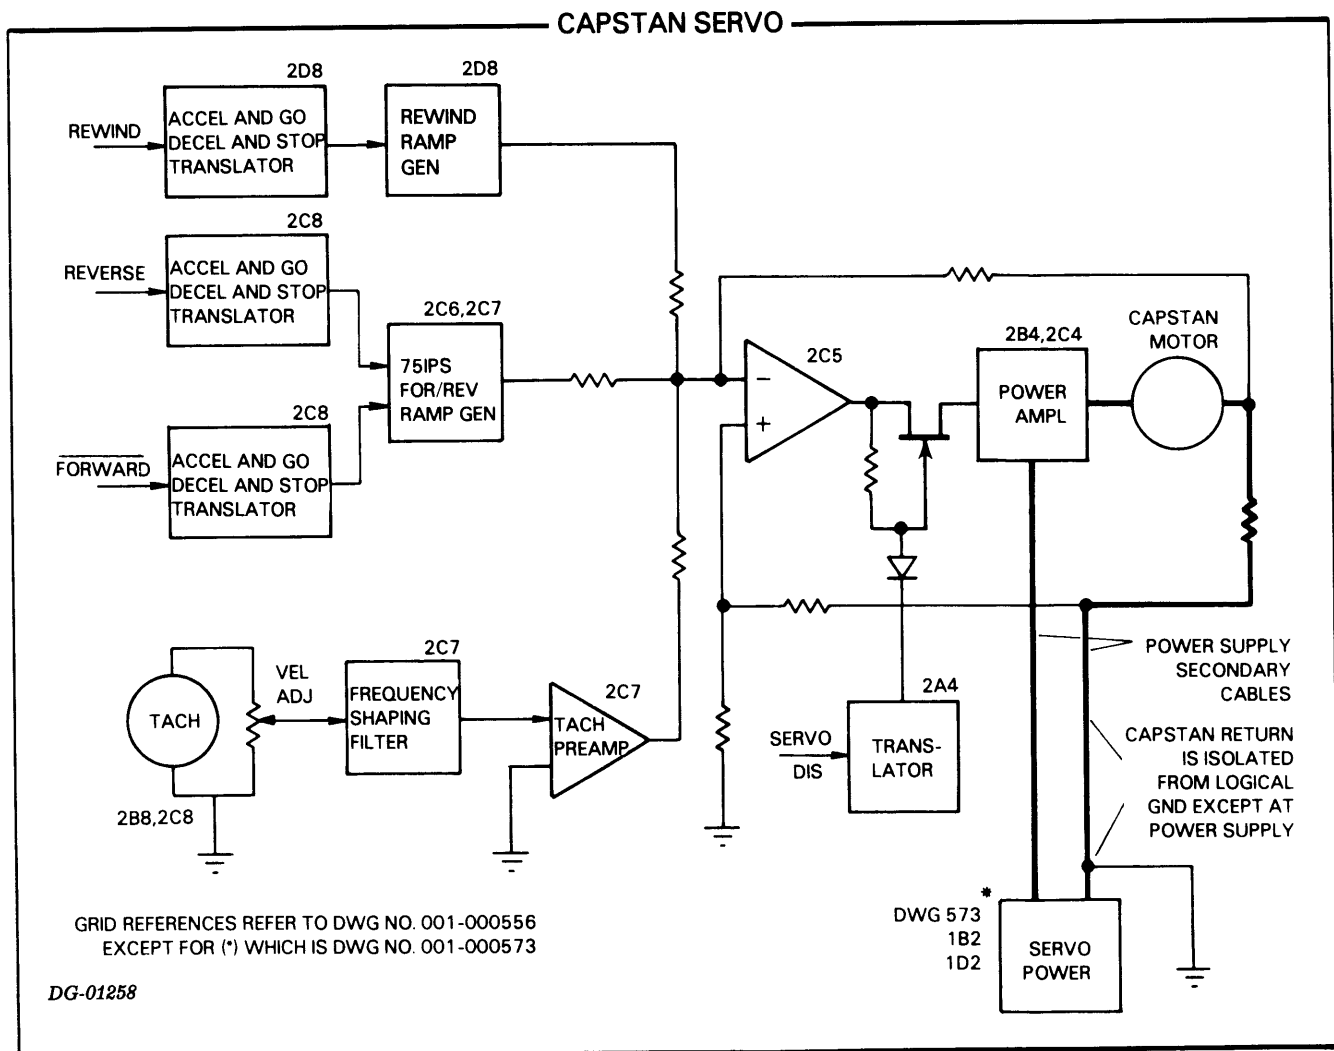 CAPSTAN SERVO
2D8
ACCEL AND GO
DECEL AND STOP
TRANSLATOR
REWIND
2D8
REWIND
RAMP
GEN
2C8
REVERSE
ACCEL AND GO
DECEL AND STOP
TRANSLATOR
2C6,2C7
75IPS
FOR/REV
RAMP GEN
2C8
FORWARD
ACCEL AND GO
DECEL AND STOP
TRANSLATOR
−
+
2C5
2B4,2C4
POWER
AMPL
CAPSTAN
MOTOR
TACH
2B8,2C8
VEL
ADJ
2C7
FREQUENCY
SHAPING
FILTER
2C7
TACH
PREAMP
SERVO
DIS
2A4
TRANS-
LATOR
POWER SUPPLY
SECONDARY
CABLES
CAPSTAN RETURN
IS ISOLATED
FROM LOGICAL
GND EXCEPT AT
POWER SUPPLY
*
DWG 573
1B2
1D2
SERVO
POWER
GRID REFERENCES REFER TO DWG NO. 001-000556
EXCEPT FOR (*) WHICH IS DWG NO. 001-000573
DG-01258